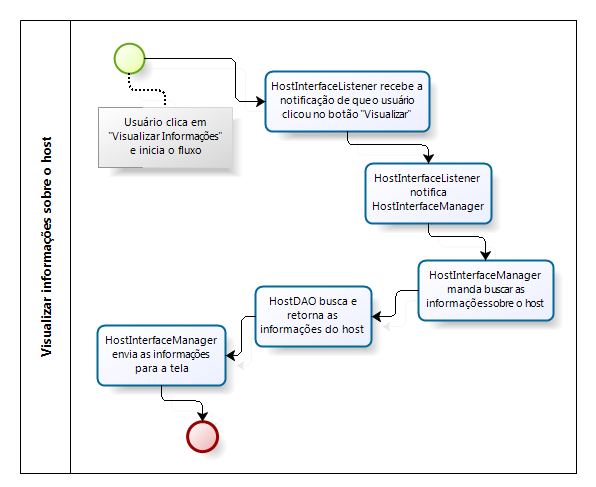 Visualizar informações sobre o host
Usuário clica em
"Visualizar Informações"
e inicia o fluxo
HostInterfaceListener recebe a
notificação de que o usuário
clicou no botão "Visualizar"
HostInterfaceListener
notifica
HostInterfaceManager
HostInterfaceManager
manda buscar as
informações sobre o host
HostDAO busca e
retorna as
informações do host
HostInterfaceManager
envia as informações
para a tela